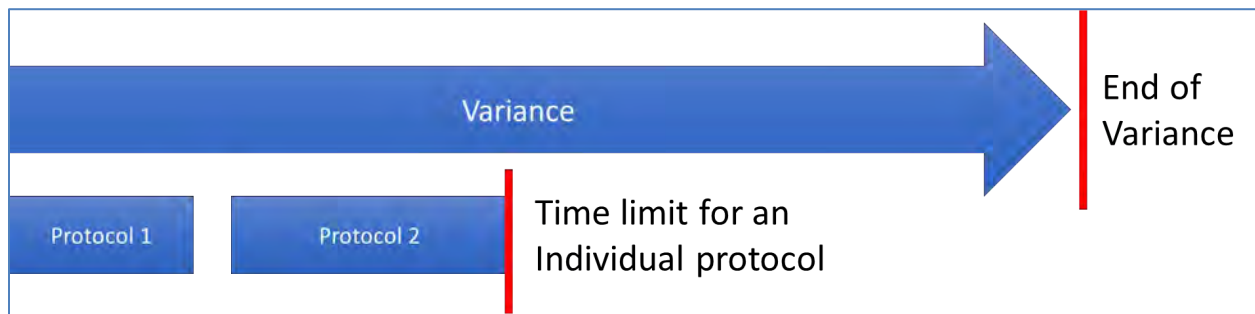 Variance
End of
Variance
Protocol 1
Protocol 2
Time limit for an
Individual protocol